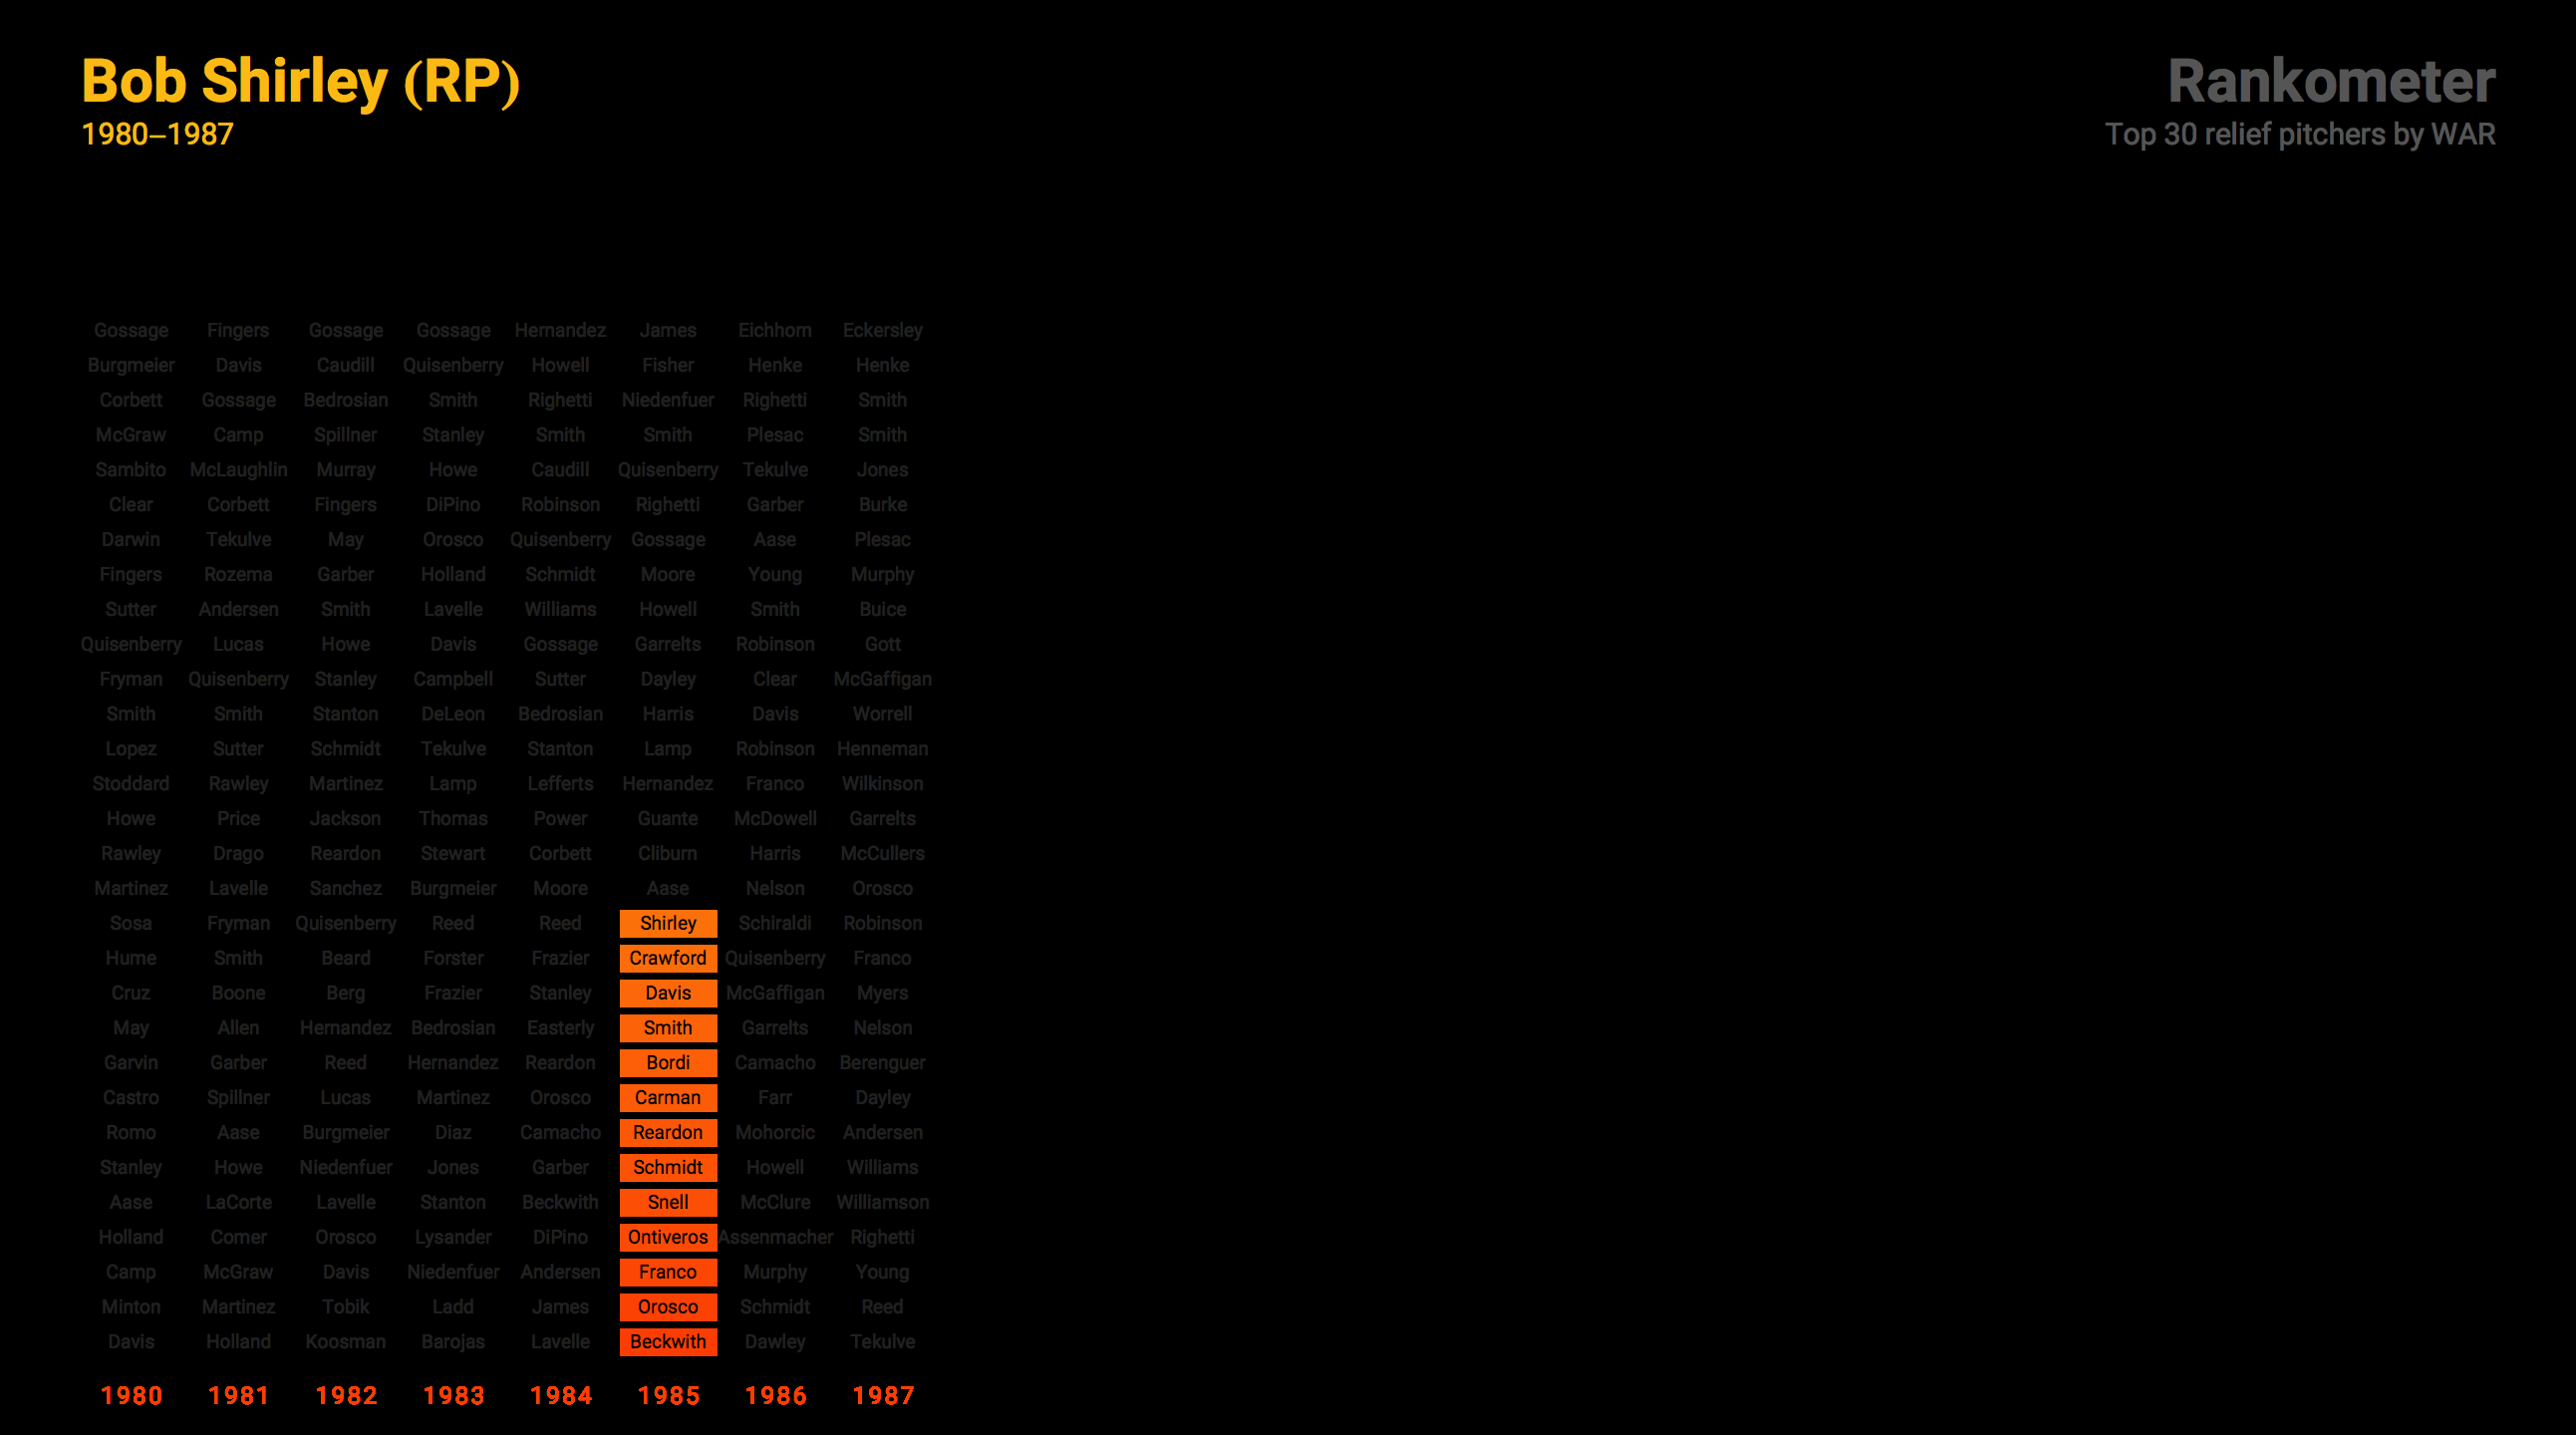 Bob Shirley (RP)
1980–1987
Rankometer
Top 30 relief pitchers by WAR
Gossage Fingers Gossage Gossage Hernandez James Eichhorn Eckersley
Burgmeier Davis Caudill Quisenberry Howell Fisher Henke Henke
Corbett Gossage Bedrosian Smith Righetti Niedenfuer Righetti Smith
McGraw Camp Spillner Stanley Smith Smith Plesac Smith
Sambito McLaughlin Murray Howe Caudill Quisenberry Tekulve Jones
Clear Corbett Fingers DiPino Robinson Righetti Garber Burke
Darwin Tekulve May Orosco Quisenberry Gossage Aase Plesac
Fingers Rozema Garber Holland Schmidt Moore Young Murphy
Sutter Andersen Smith Lavelle Williams Howell Smith Buice
Quisenberry Lucas Howe Davis Gossage Garrelts Robinson Gott
Fryman Quisenberry Stanley Campbell Sutter Dayley Clear McGaffigan
Smith Smith Stanton DeLeon Bedrosian Harris Davis Worrell
Lopez Sutter Schmidt Tekulve Stanton Lamp Robinson Henneman
Stoddard Rawley Martinez Lamp Lefferts Hernandez Franco Wilkinson
Howe Price Jackson Thomas Power Guante McDowell Garrelts
Rawley Drago Reardon Stewart Corbett Cliburn Harris McCullers
Martinez Lavelle Sanchez Burgmeier Moore Aase Nelson Orosco
Sosa Fryman Quisenberry Reed Reed Shirley Schiraldi Robinson
Hume Smith Beard Forster Frazier Crawford Quisenberry Franco
Cruz Boone Berg Frazier Stanley Davis McGaffigan Myers
May Allen Hernandez Bedrosian Easterly Smith Garrelts Nelson
Garvin Garber Reed Hernandez Reardon Bordi Camacho Berenguer
Castro Spillner Lucas Martinez Orosco Carman Farr Dayley
Romo Aase Burgmeier Diaz Camacho Reardon Mohorcic Andersen
Stanley Howe Niedenfuer Jones Garber Schmidt Howell Williams
Aase LaCorte Lavelle Stanton Beckwith Snell McClure Williamson
Holland Comer Orosco Lysander DiPino Ontiveros Assenmacher Righetti
Camp McGraw Davis Niedenfuer Andersen Franco Murphy Young
Minton Martinez Tobik Ladd James Orosco Schmidt Reed
Davis Holland Koosman Barojas Lavelle Beckwith Dawley Tekulve
1980 1981 1982 1983 1984 1985 1986 1987